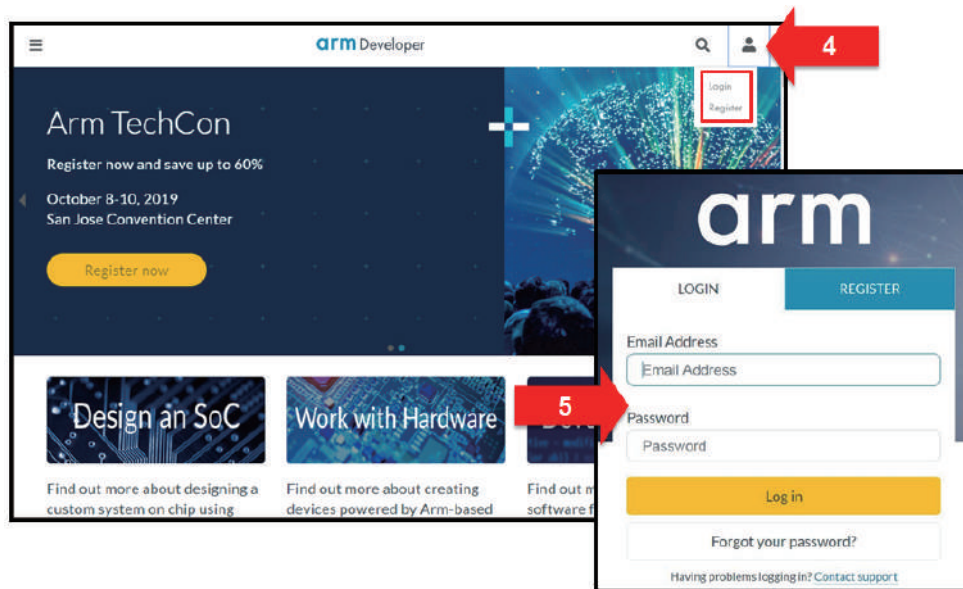 arm Developer
4
Login
Register
Arm TechCon
Register now and save up to 60%
October 8-10, 2019
San Jose Convention Center
Register now
arm
LOGIN
REGISTER
Email Address
Email Address
5
Password
Password
Log in
Forgot your password?
Having problems logging in? Contact support
Design an SoC
Work with Hardware
Find out more about designing a
custom system on chip using
Find out more about creating
devices powered by Arm-based
Find out
software